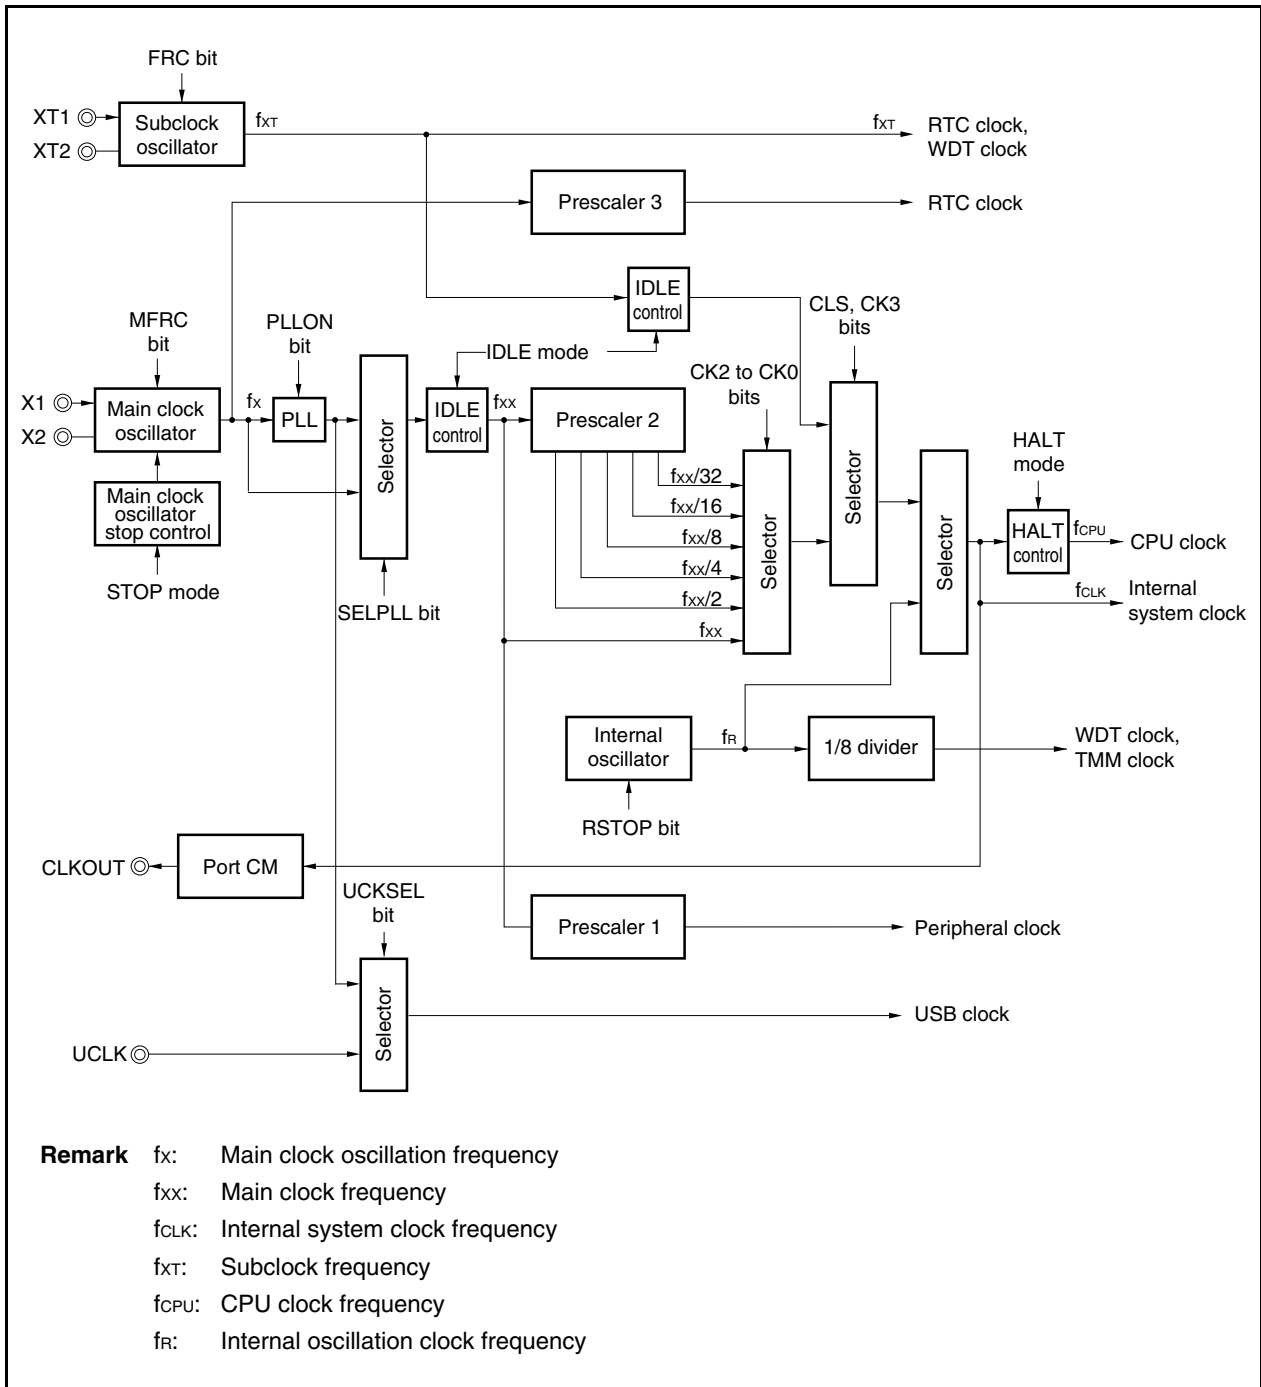 FRC bit
XT1
XT2
Subclock
oscillator
fXT
fXT
RTC clock,
WDT clock
Prescaler 3
RTC clock
IDLE
control
MFRC
bit
PLLON
bit
IDLE mode
CLS, CK3
bits
CK2 to CK0
bits
X1
X2
Main clock
oscillator
fX
PLL
Selector
IDLE
control
fXX
Prescaler 2
Selector
Selector
Selector
HALT
mode
Main clock
oscillator
stop control
STOP mode
SELPLL bit
fXX/32
fXX/16
fXX/8
fXX/4
fXX/2
fXX
HALT
control
fCPU
CPU clock
fCLK
Internal
system clock
Internal
oscillator
fR
1/8 divider
WDT clock,
TMM clock
RSTOP bit
CLKOUT
Port CM
UCKSEL
bit
Prescaler 1
Peripheral clock
Selector
USB clock
UCLK
Remark fX: Main clock oscillation frequency
fXX: Main clock frequency
fCLK: Internal system clock frequency
fXT: Subclock frequency
fCPU: CPU clock frequency
fR: Internal oscillation clock frequency